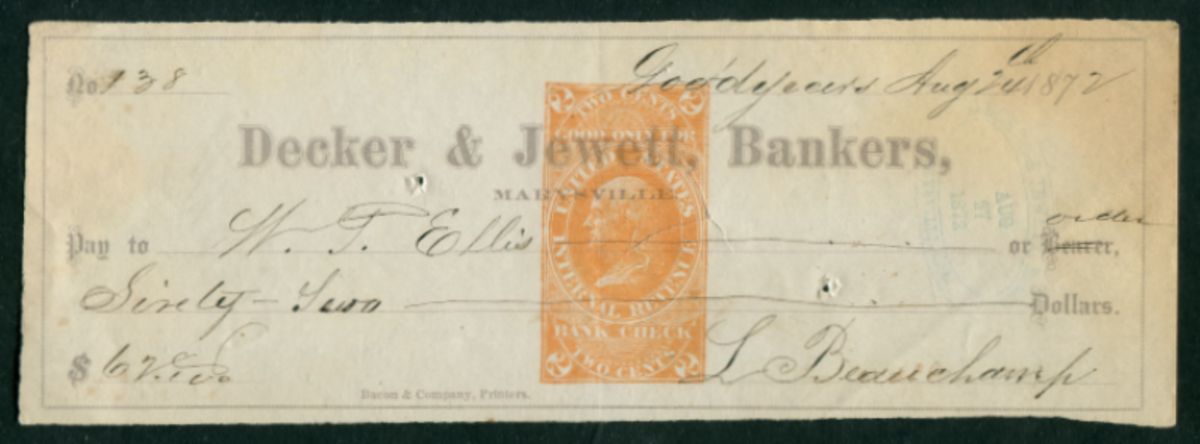 No 138
Goodyears Aug 24th 1872
TWO CENTS
GOOD ONLY FOR
Decker & Jewett, Bankers,
UNITED STATES
MARYSVILLE
order
Pay to W. T. Ellis or Bearer,
Sixty-Two Dollars.
INTERNAL REVENUE
BANK CHECK
$ 62
TWO CENTS
L Beauchamp
Bacon & Company, Printers.